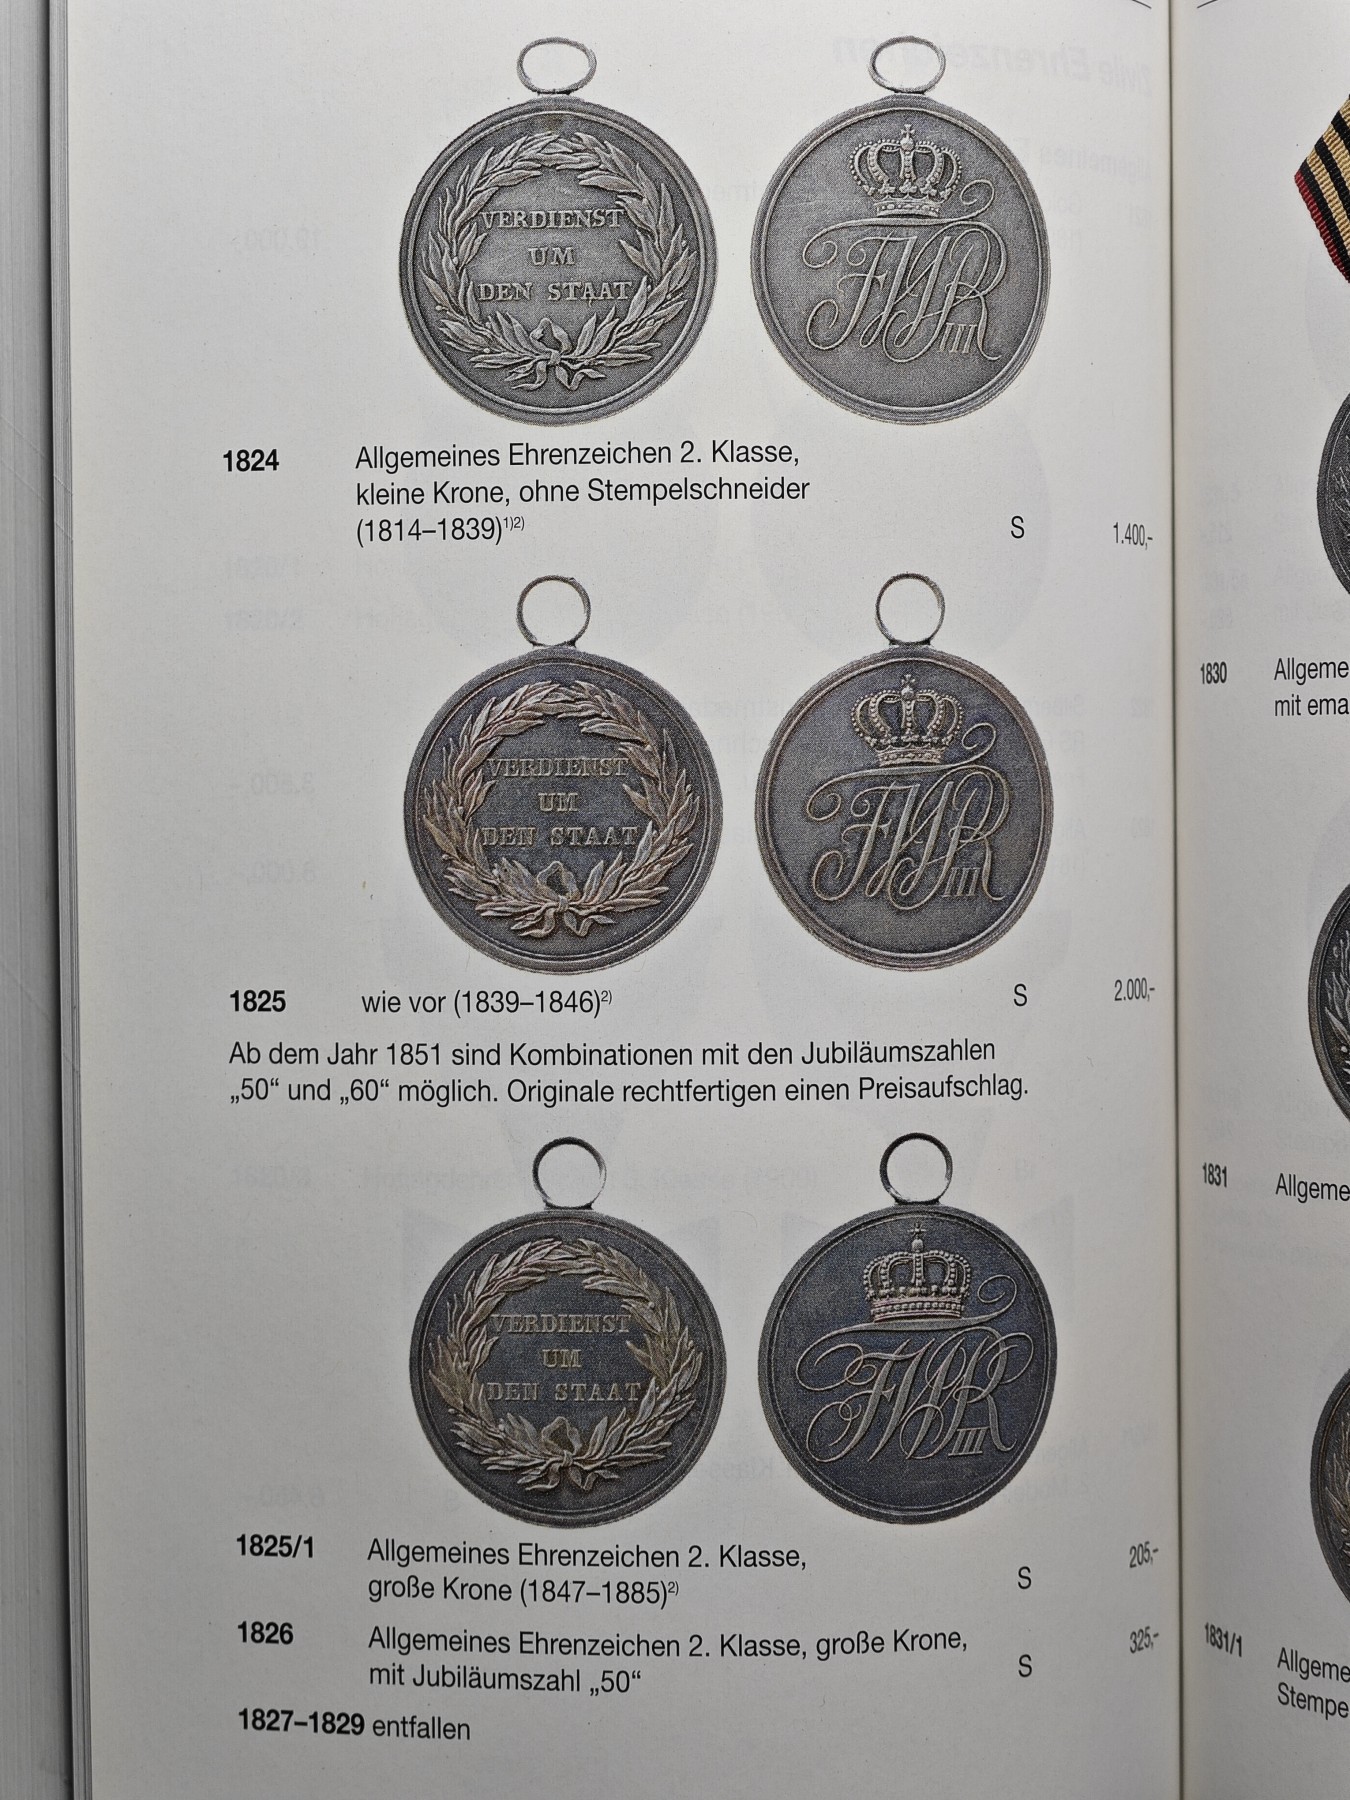 VERDIENST
UM
DEN STAAT
FWR
III
1824 Allgemeines Ehrenzeichen 2. Klasse,
kleine Krone, ohne Stempelschneider
(1814–1839)¹⁾²⁾ S 1.400,-
VERDIENST
UM
DEN STAAT
FWR
III
1825 wie vor (1839–1846)²⁾ S 2.000,-
Ab dem Jahr 1851 sind Kombinationen mit den Jubiläumszahlen
„50“ und „60“ möglich. Originale rechtfertigen einen Preisaufschlag.
VERDIENST
UM
DEN STAAT
FWR
III
1825/1 Allgemeines Ehrenzeichen 2. Klasse, 205,-
große Krone (1847–1885)²⁾ S
1826 Allgemeines Ehrenzeichen 2. Klasse, große Krone, 325,-
mit Jubiläumszahl „50“ S
1827–1829 entfallen
1830 Allgeme
mit ema
1831 Allgeme
1831/1 Allgeme
Stempe